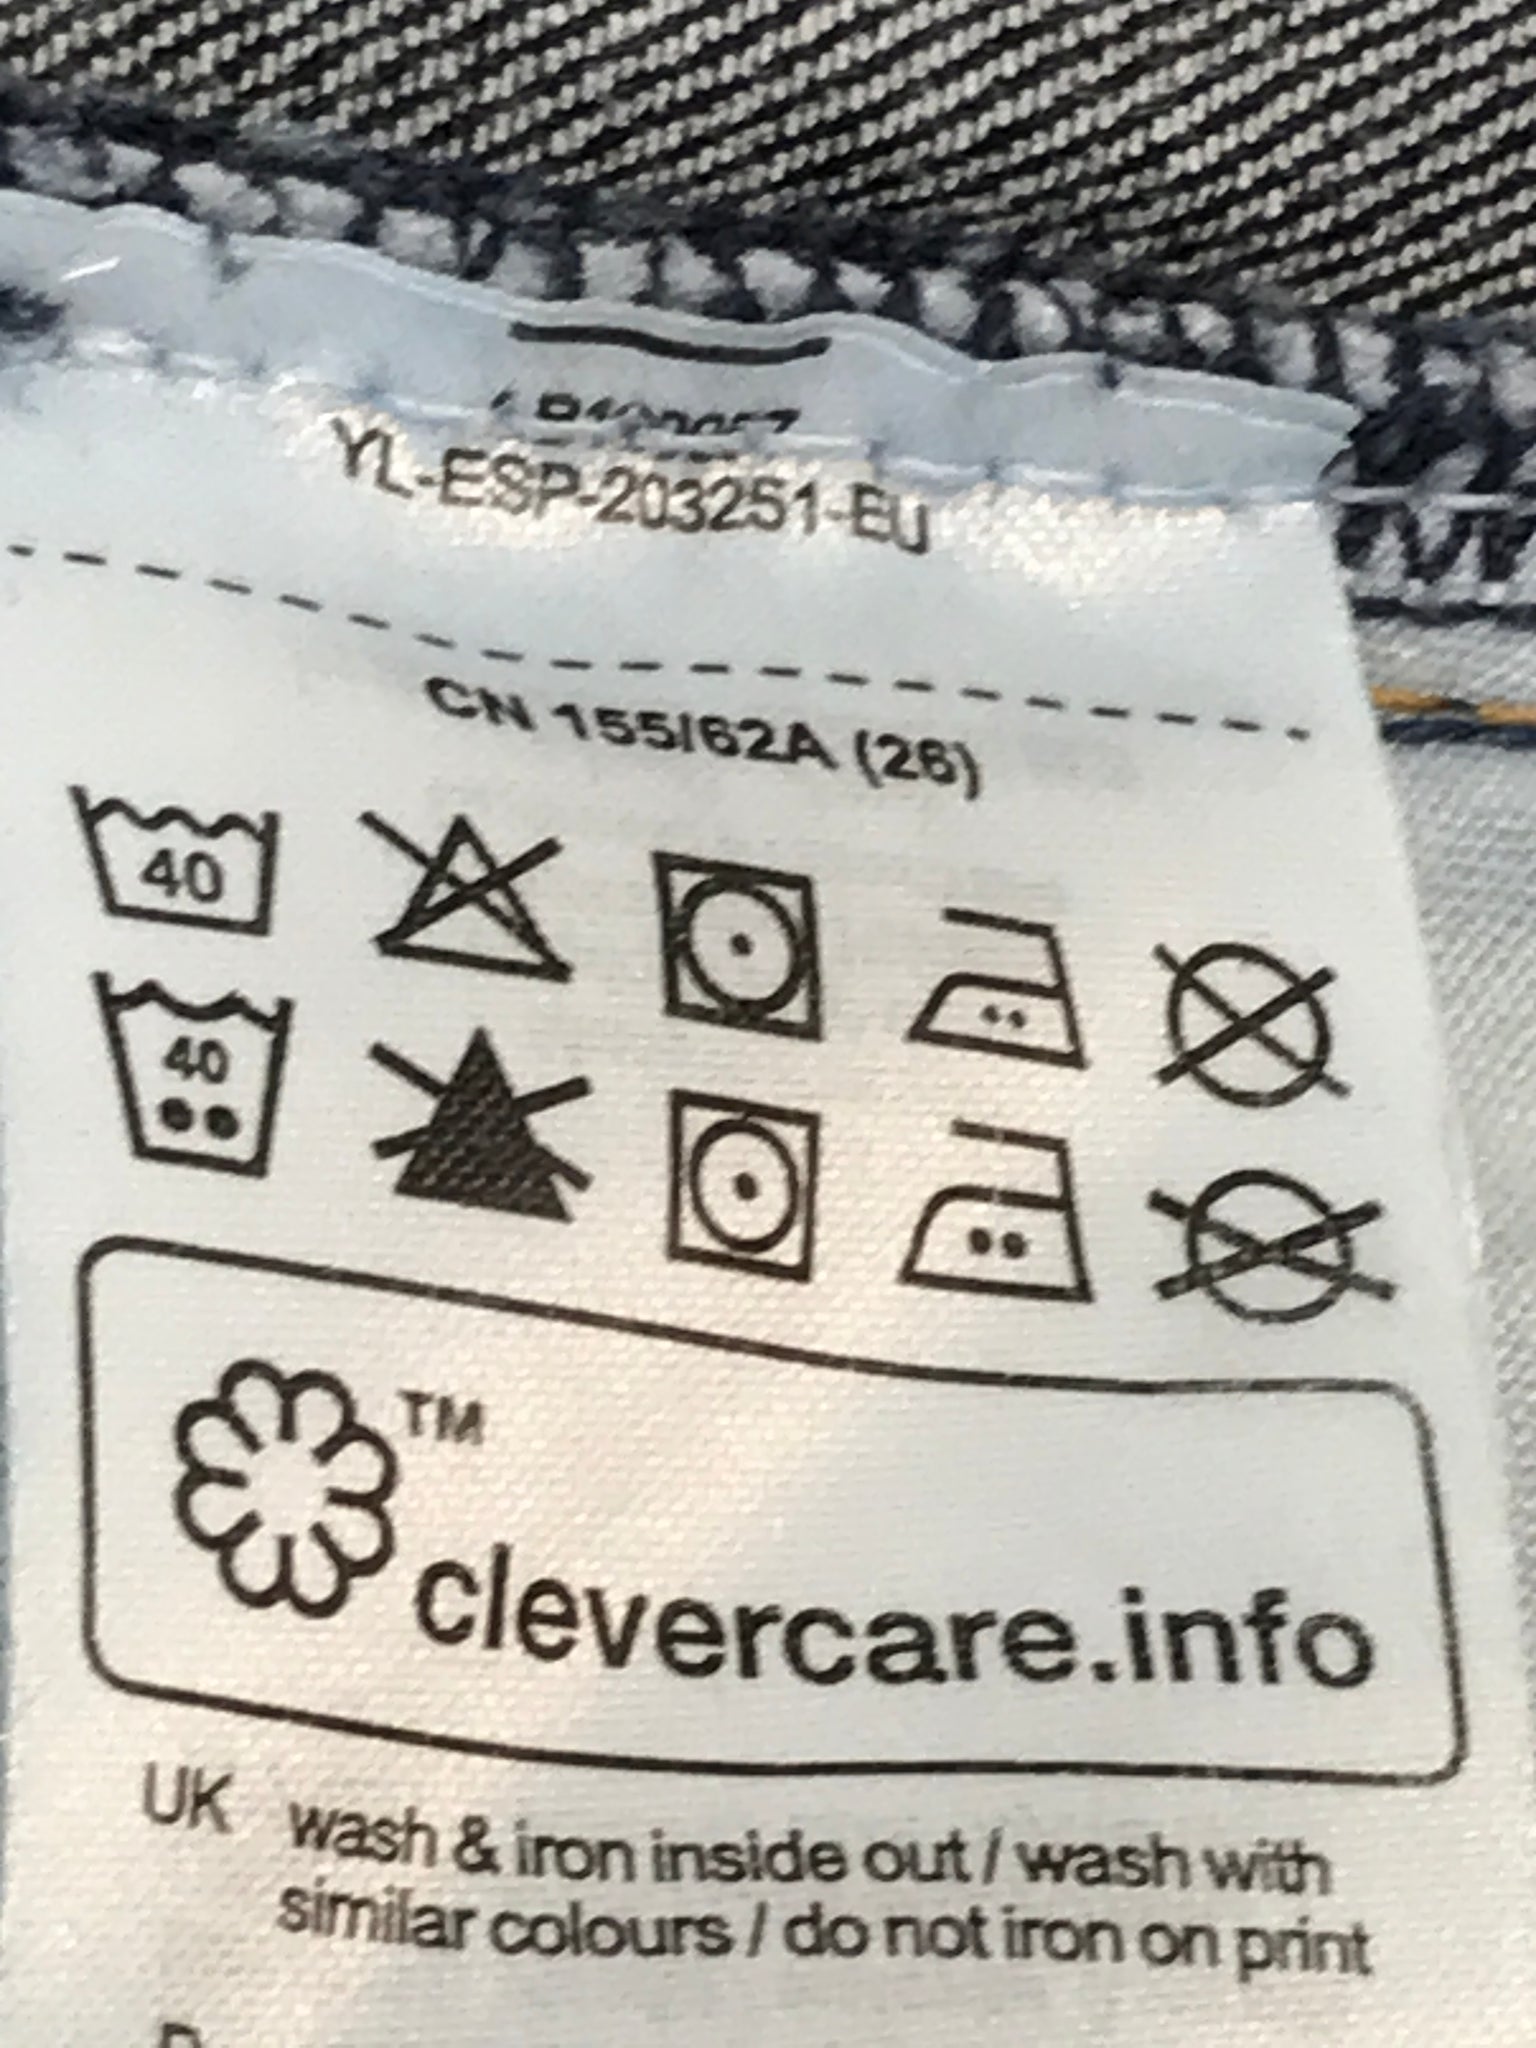 YL-ESP-203251-EU
CN 155/62A (26)
40
40
TM
clevercare.info
UK wash & iron inside out / wash with
similar colours / do not iron on print